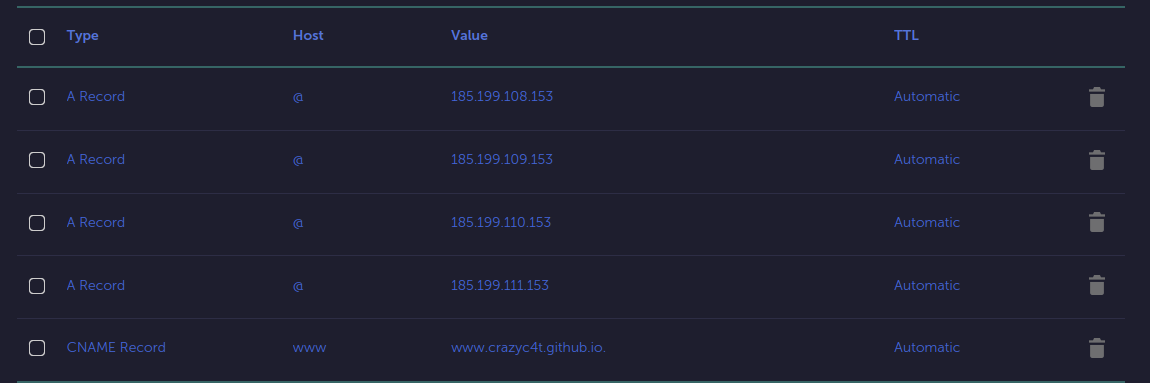 Type Host Value TTL
A Record @ 185.199.108.153 Automatic
A Record @ 185.199.109.153 Automatic
A Record @ 185.199.110.153 Automatic
A Record @ 185.199.111.153 Automatic
CNAME Record www www.crazyc4t.github.io. Automatic